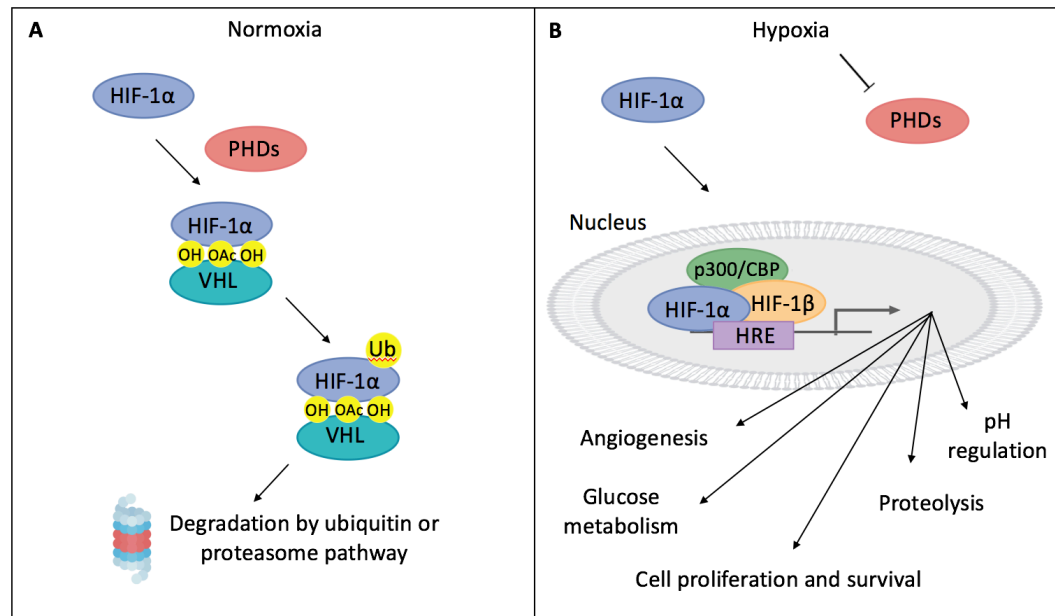 A
Normoxia
HIF-1α
PHDs
HIF-1α
OH OAc OH
VHL
Ub
HIF-1α
OH OAc OH
VHL
Degradation by ubiquitin or
proteasome pathway
B
Hypoxia
HIF-1α
PHDs
Nucleus
p300/CBP
HIF-1α
HIF-1β
HRE
Angiogenesis
Glucose
metabolism
Cell proliferation and survival
Proteolysis
pH
regulation